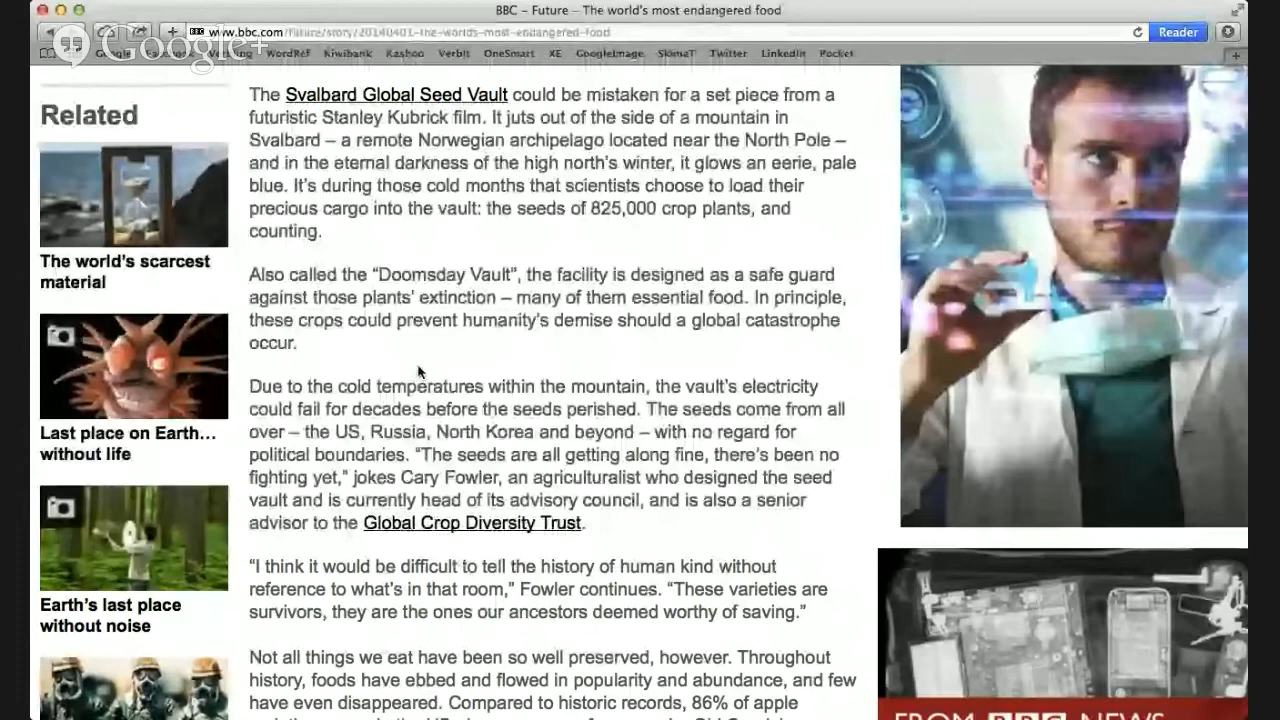 BBC – Future – The world's most endangered food
BBC www.bbc.com/future/story/20140401-the-worlds-most-endangered-food
Reader
Google+
WordRef Kiwibank Kashoo Verbix OneSmart XE GoogleImage Twitter LinkedIn Pocket
Related
The world's scarcest
material
Last place on Earth…
without life
Earth's last place
without noise
The Svalbard Global Seed Vault could be mistaken for a set piece from a
futuristic Stanley Kubrick film. It juts out of the side of a mountain in
Svalbard – a remote Norwegian archipelago located near the North Pole –
and in the eternal darkness of the high north's winter, it glows an eerie, pale
blue. It's during those cold months that scientists choose to load their
precious cargo into the vault: the seeds of 825,000 crop plants, and
counting.
Also called the “Doomsday Vault”, the facility is designed as a safe guard
against those plants' extinction – many of them essential food. In principle,
these crops could prevent humanity's demise should a global catastrophe
occur.
Due to the cold temperatures within the mountain, the vault's electricity
could fail for decades before the seeds perished. The seeds come from all
over – the US, Russia, North Korea and beyond – with no regard for
political boundaries. “The seeds are all getting along fine, there's been no
fighting yet,” jokes Cary Fowler, an agriculturalist who designed the seed
vault and is currently head of its advisory council, and is also a senior
advisor to the Global Crop Diversity Trust.
“I think it would be difficult to tell the history of human kind without
reference to what's in that room,” Fowler continues. “These varieties are
survivors, they are the ones our ancestors deemed worthy of saving.”
Not all things we eat have been so well preserved, however. Throughout
history, foods have ebbed and flowed in popularity and abundance, and few
have even disappeared. Compared to historic records, 86% of apple
FROM BBC NEWS